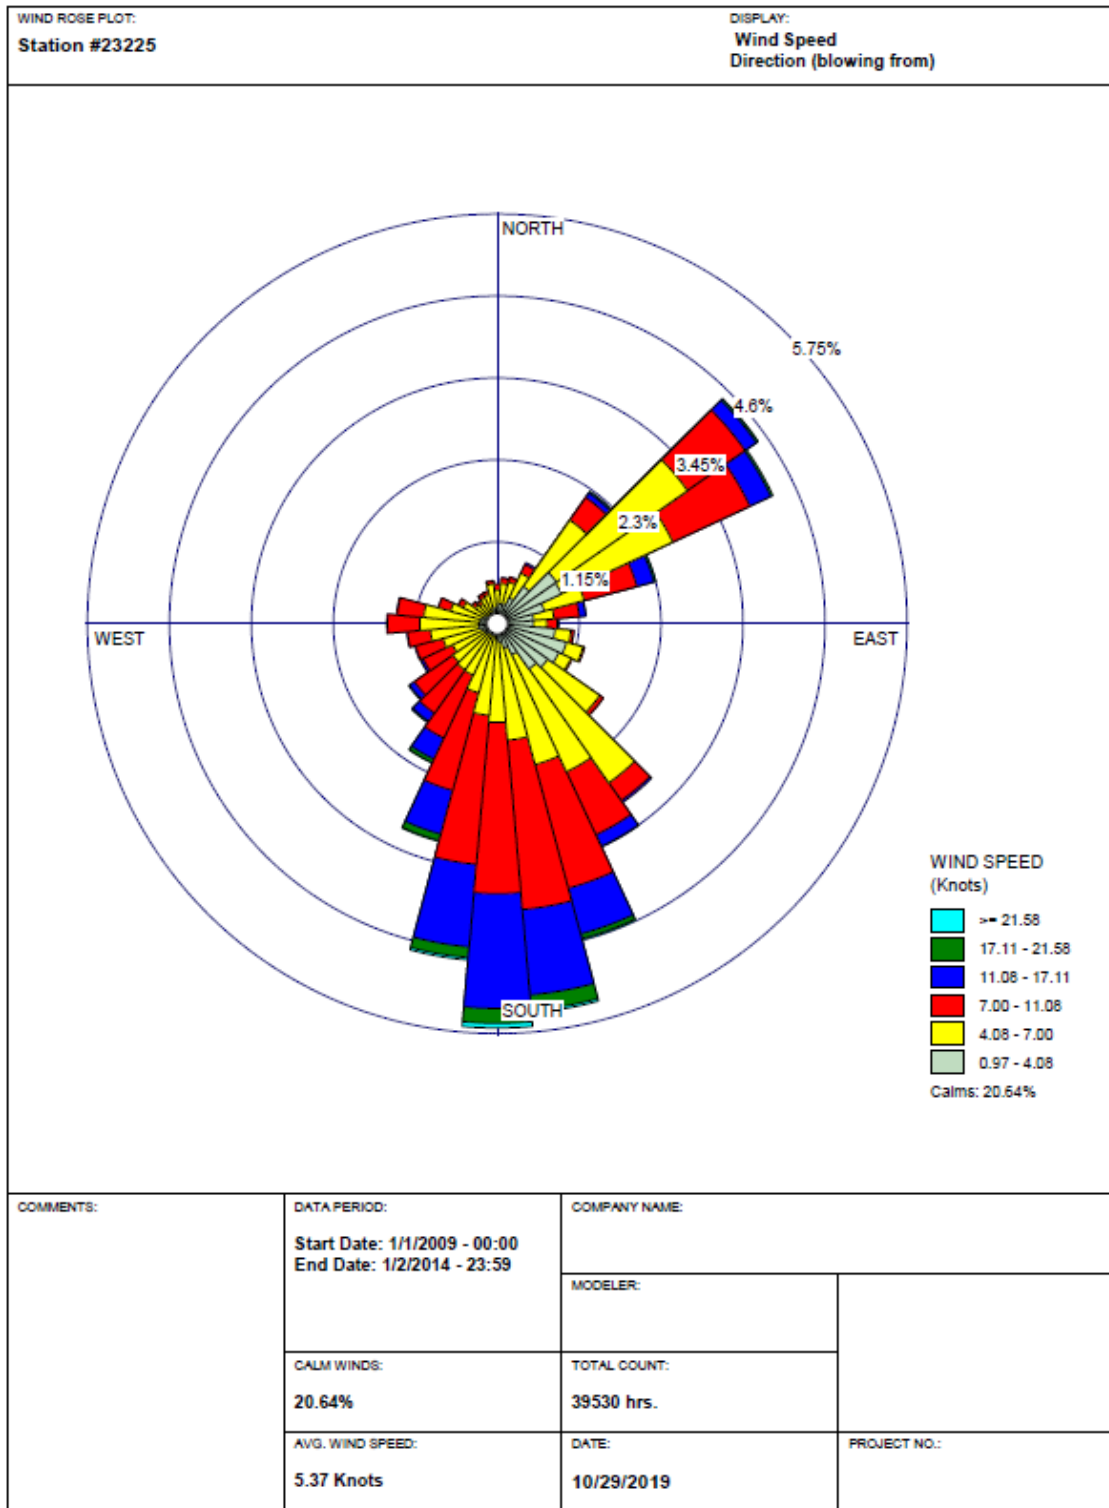 WIND ROSE PLOT:
Station #23225
DISPLAY:
Wind Speed
Direction (blowing from)
NORTH
5.75%
4.6%
3.45%
2.3%
1.15%
WEST
EAST
SOUTH
WIND SPEED
(Knots)
>= 21.58
17.11 - 21.58
11.08 - 17.11
7.00 - 11.08
4.08 - 7.00
0.97 - 4.08
Calms: 20.64%
COMMENTS:
DATA PERIOD:
Start Date: 1/1/2009 - 00:00
End Date: 1/2/2014 - 23:59
COMPANY NAME:
MODELER:
CALM WINDS:
20.64%
TOTAL COUNT:
39530 hrs.
AVG. WIND SPEED:
5.37 Knots
DATE:
10/29/2019
PROJECT NO.: